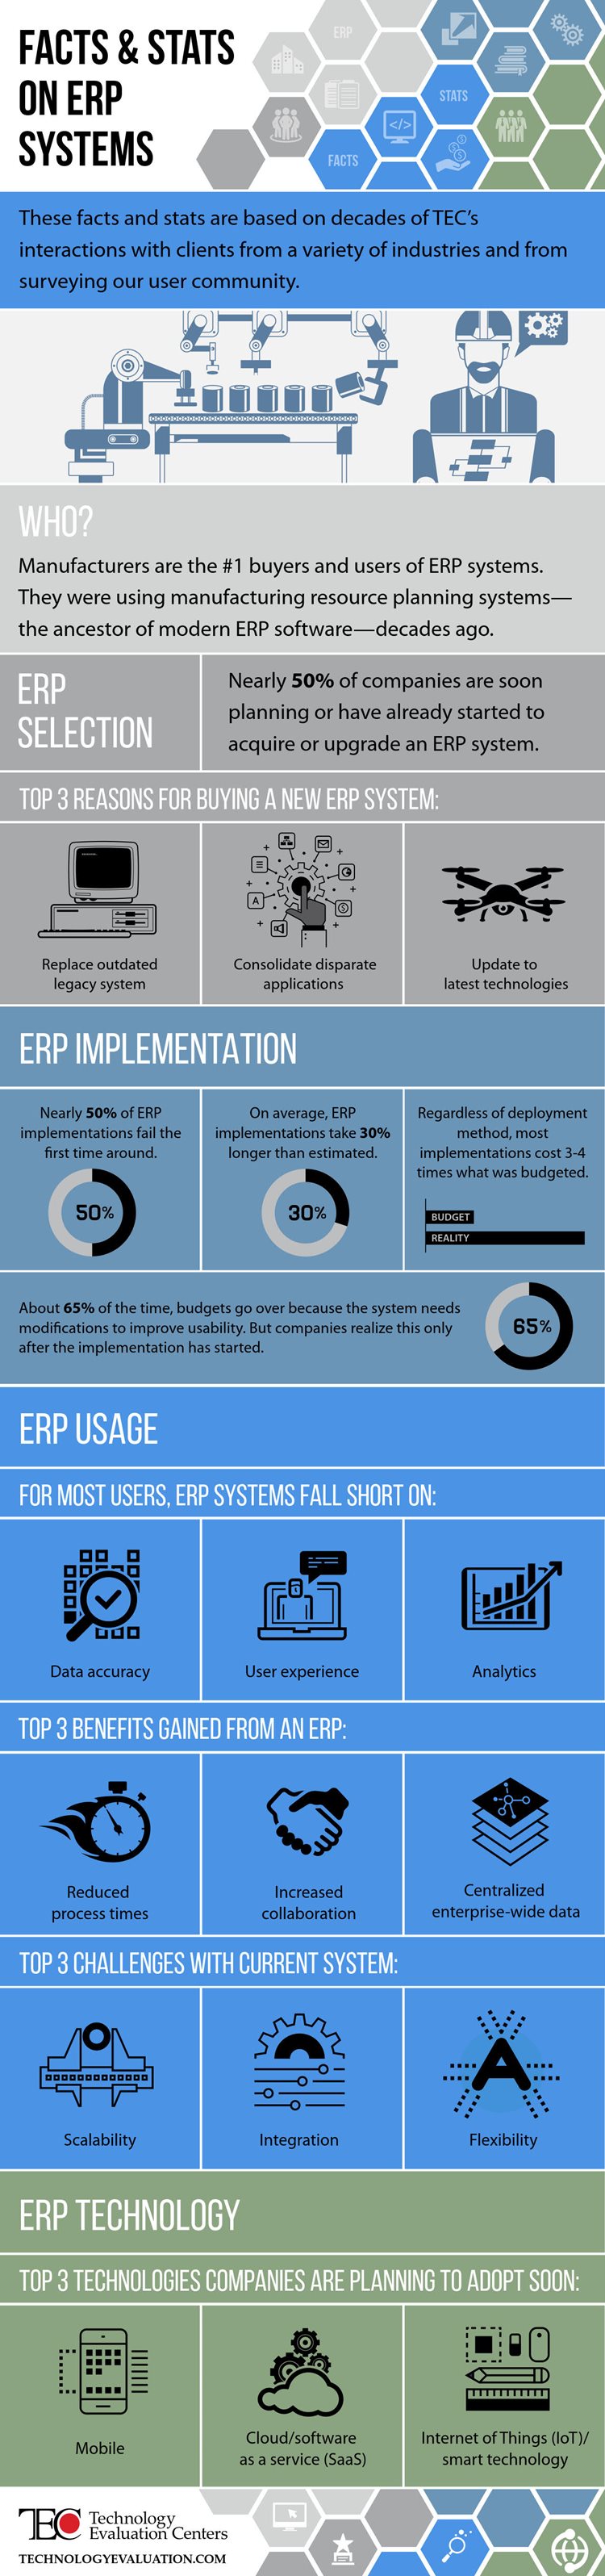 FACTS & STATS
ON ERP
SYSTEMS
ERP
STATS
</>
FACTS
These facts and stats are based on decades of TEC's
interactions with clients from a variety of industries and from
surveying our user community.
WHO?
Manufacturers are the #1 buyers and users of ERP systems.
They were using manufacturing resource planning systems—
the ancestor of modern ERP software—decades ago.
ERP
SELECTION
Nearly 50% of companies are soon
planning or have already started to
acquire or upgrade an ERP system.
TOP 3 REASONS FOR BUYING A NEW ERP SYSTEM:
A
$
Replace outdated
legacy system
Consolidate disparate
applications
Update to
latest technologies
ERP IMPLEMENTATION
Nearly 50% of ERP
implementations fail the
first time around.
50%
On average, ERP
implementations take 30%
longer than estimated.
30%
Regardless of deployment
method, most
implementations cost 3-4
times what was budgeted.
BUDGET
REALITY
About 65% of the time, budgets go over because the system needs
modifications to improve usability. But companies realize this only
after the implementation has started.
65%
ERP USAGE
FOR MOST USERS, ERP SYSTEMS FALL SHORT ON:
Data accuracy
User experience
Analytics
TOP 3 BENEFITS GAINED FROM AN ERP:
Reduced
process times
Increased
collaboration
Centralized
enterprise-wide data
TOP 3 CHALLENGES WITH CURRENT SYSTEM:
A
Scalability
Integration
Flexibility
ERP TECHNOLOGY
TOP 3 TECHNOLOGIES COMPANIES ARE PLANNING TO ADOPT SOON:
Mobile
Cloud/software
as a service (SaaS)
Internet of Things (IoT)/
smart technology
TEC Technology
Evaluation Centers
TECHNOLOGYEVALUATION.COM